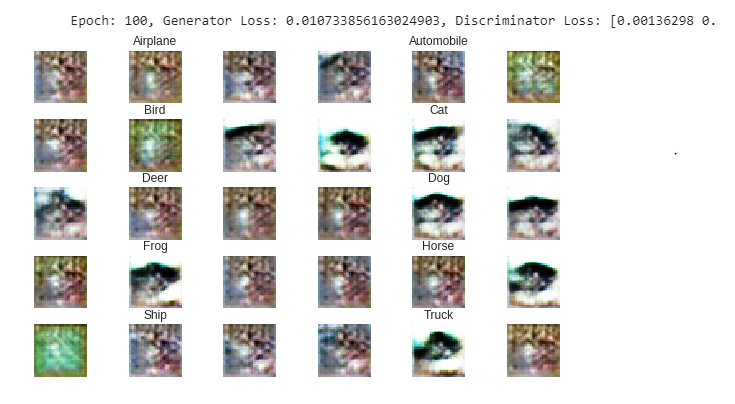 Epoch: 100, Generator Loss: 0.010733856163024903, Discriminator Loss: [0.00136298 0.
Airplane Automobile
Bird Cat
Deer Dog
Frog Horse
Ship Truck